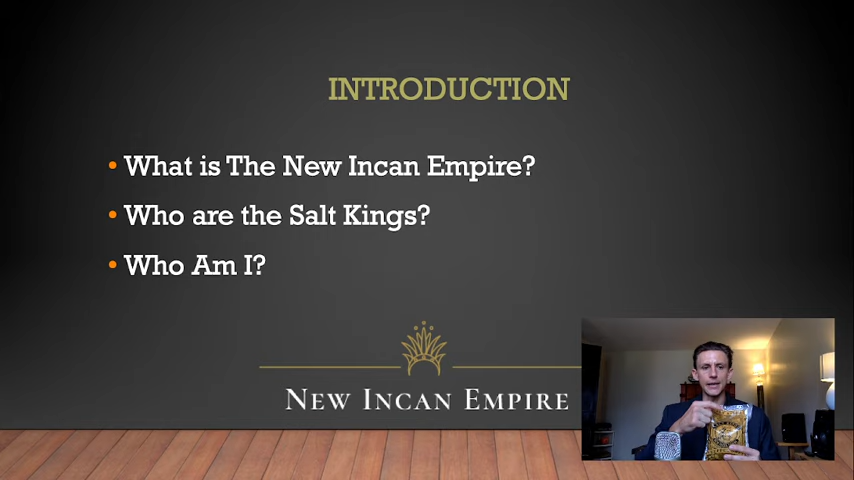 INTRODUCTION
• What is The New Incan Empire?
• Who are the Salt Kings?
• Who Am I?
NEW INCAN EMPIRE